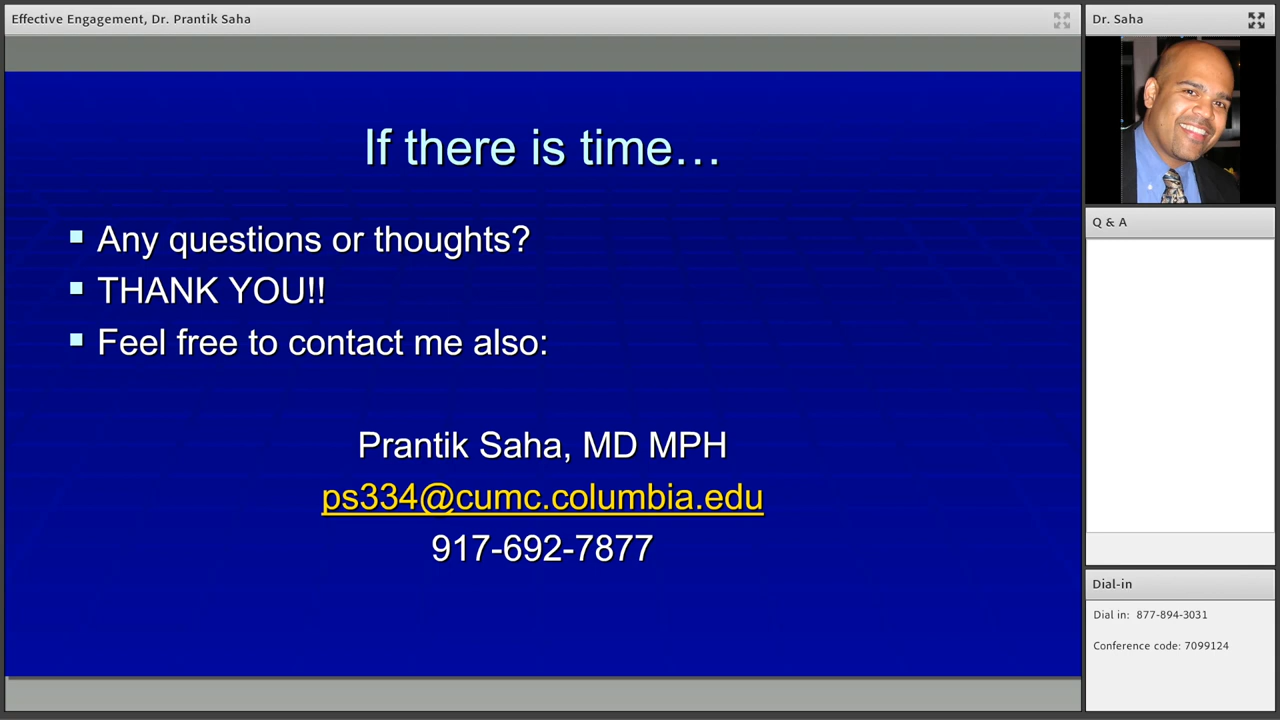 Effective Engagement, Dr. Prantik Saha
Dr. Saha
If there is time…
Any questions or thoughts?
THANK YOU!!
Feel free to contact me also:
Prantik Saha, MD MPH
ps334@cumc.columbia.edu
917-692-7877
Q & A
Dial-in
Dial in: 877-894-3031
Conference code: 7099124